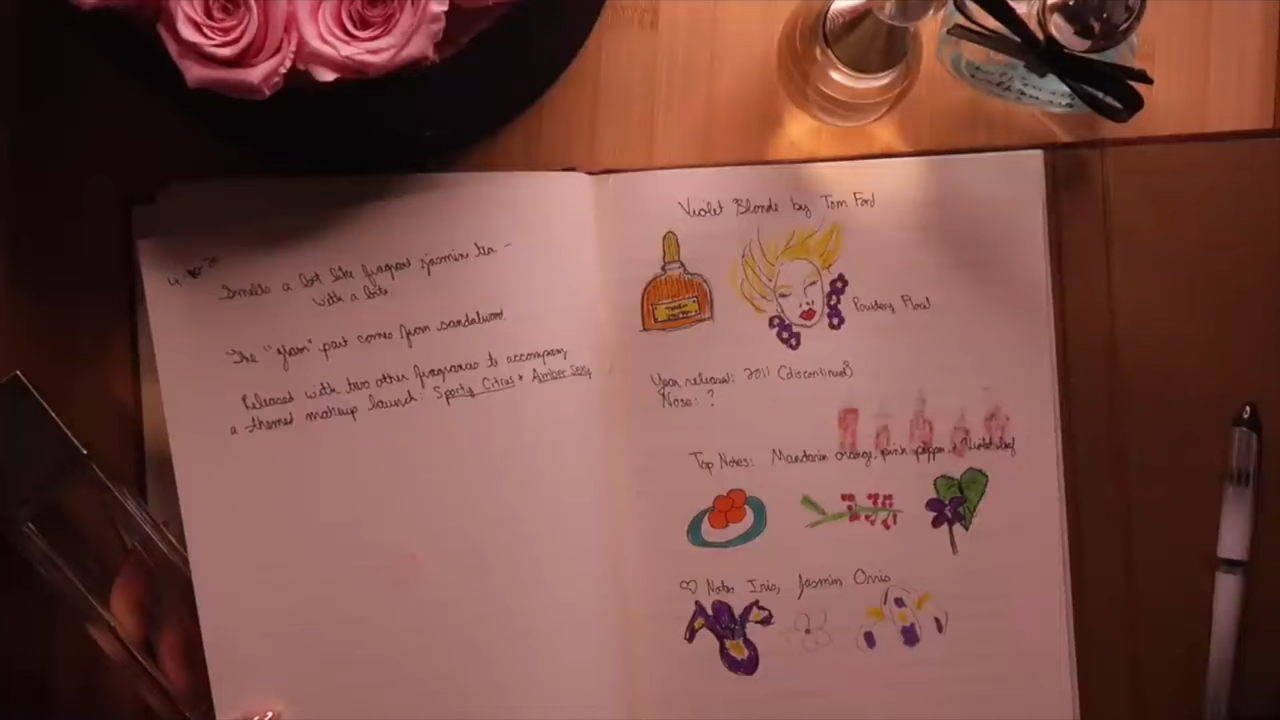 Smells a bit like fragrant jasmine tea -
with a bite.
The "glam" part comes from sandalwood.
Released with two other fragrances to accompany
a themed makeup launch: Sporty Citrus + Amber Sexy
Violet Blonde by Tom Ford
Powdery Floral
Year released: 2011 (discontinued)
Nose: ?
Top Notes: Mandarin orange, pink pepper, + Violet leaf
♡ Notes Iris, Jasmin Orris